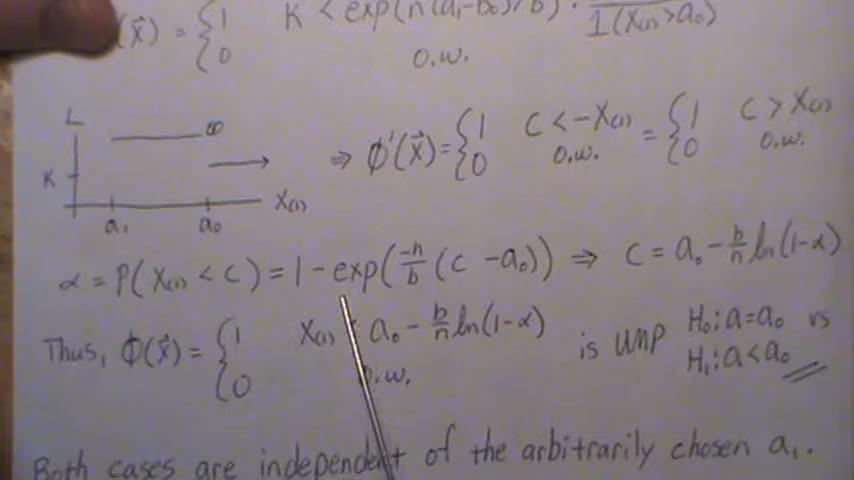 (x⃗) = {1 K < exp(n(a₁-b₀)/b) · 1(X₍₁₎>a₀)
0 o.w.
L
∞
K
a₁ a₀ X₍₁₎
⇒ ϕ'(x⃗) = {1 C < -X₍₁₎ = {1 C > X₍₁₎
0 o.w. 0 o.w.
α = P(X₍₁₎ < C) = 1 - exp(-n/b (C - a₀)) ⇒ C = a₀ - b/n ln(1-α)
Thus, ϕ(x⃗) = {1 X₍₁₎ a₀ - b/n ln(1-α) is UMP H₀: a=a₀ vs
0 o.w. H₁: a<a₀
Both cases are independent of the arbitrarily chosen a₁.